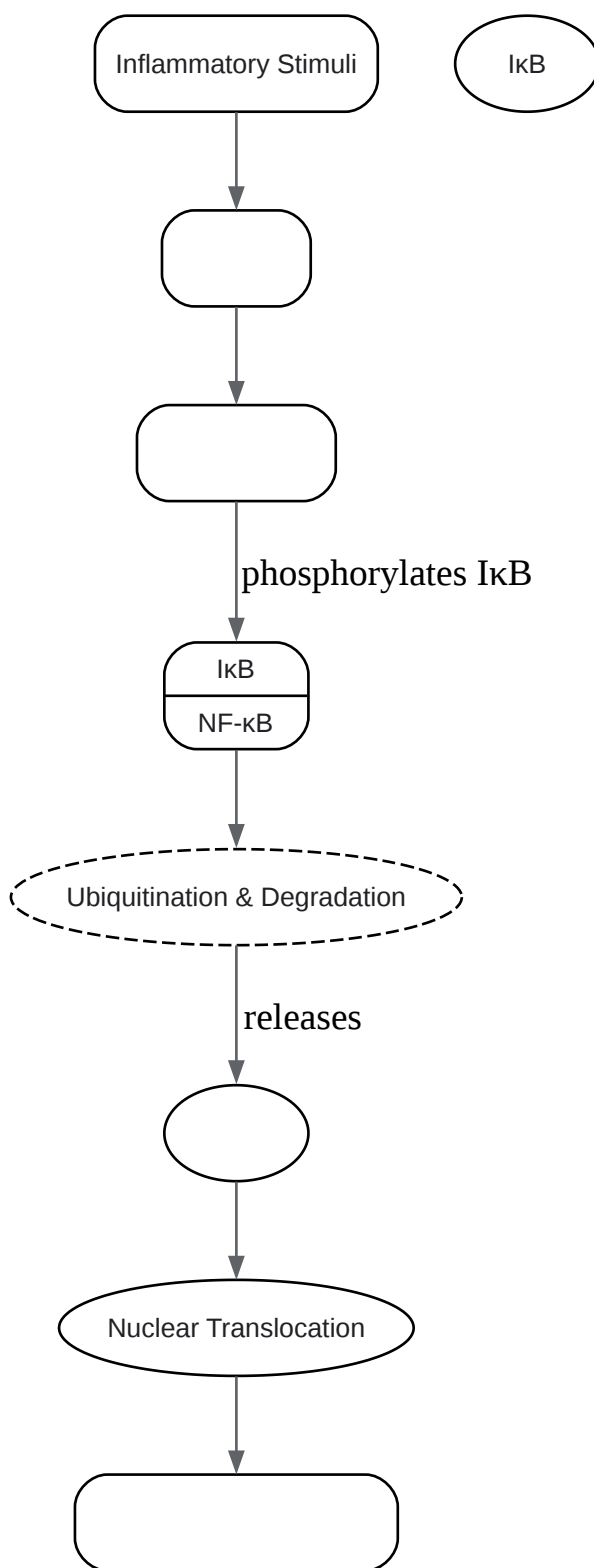 Inflammatory Stimuli
IκB
phosphorylates IκB
IκB
NF-κB
Ubiquitination & Degradation
releases
Nuclear Translocation